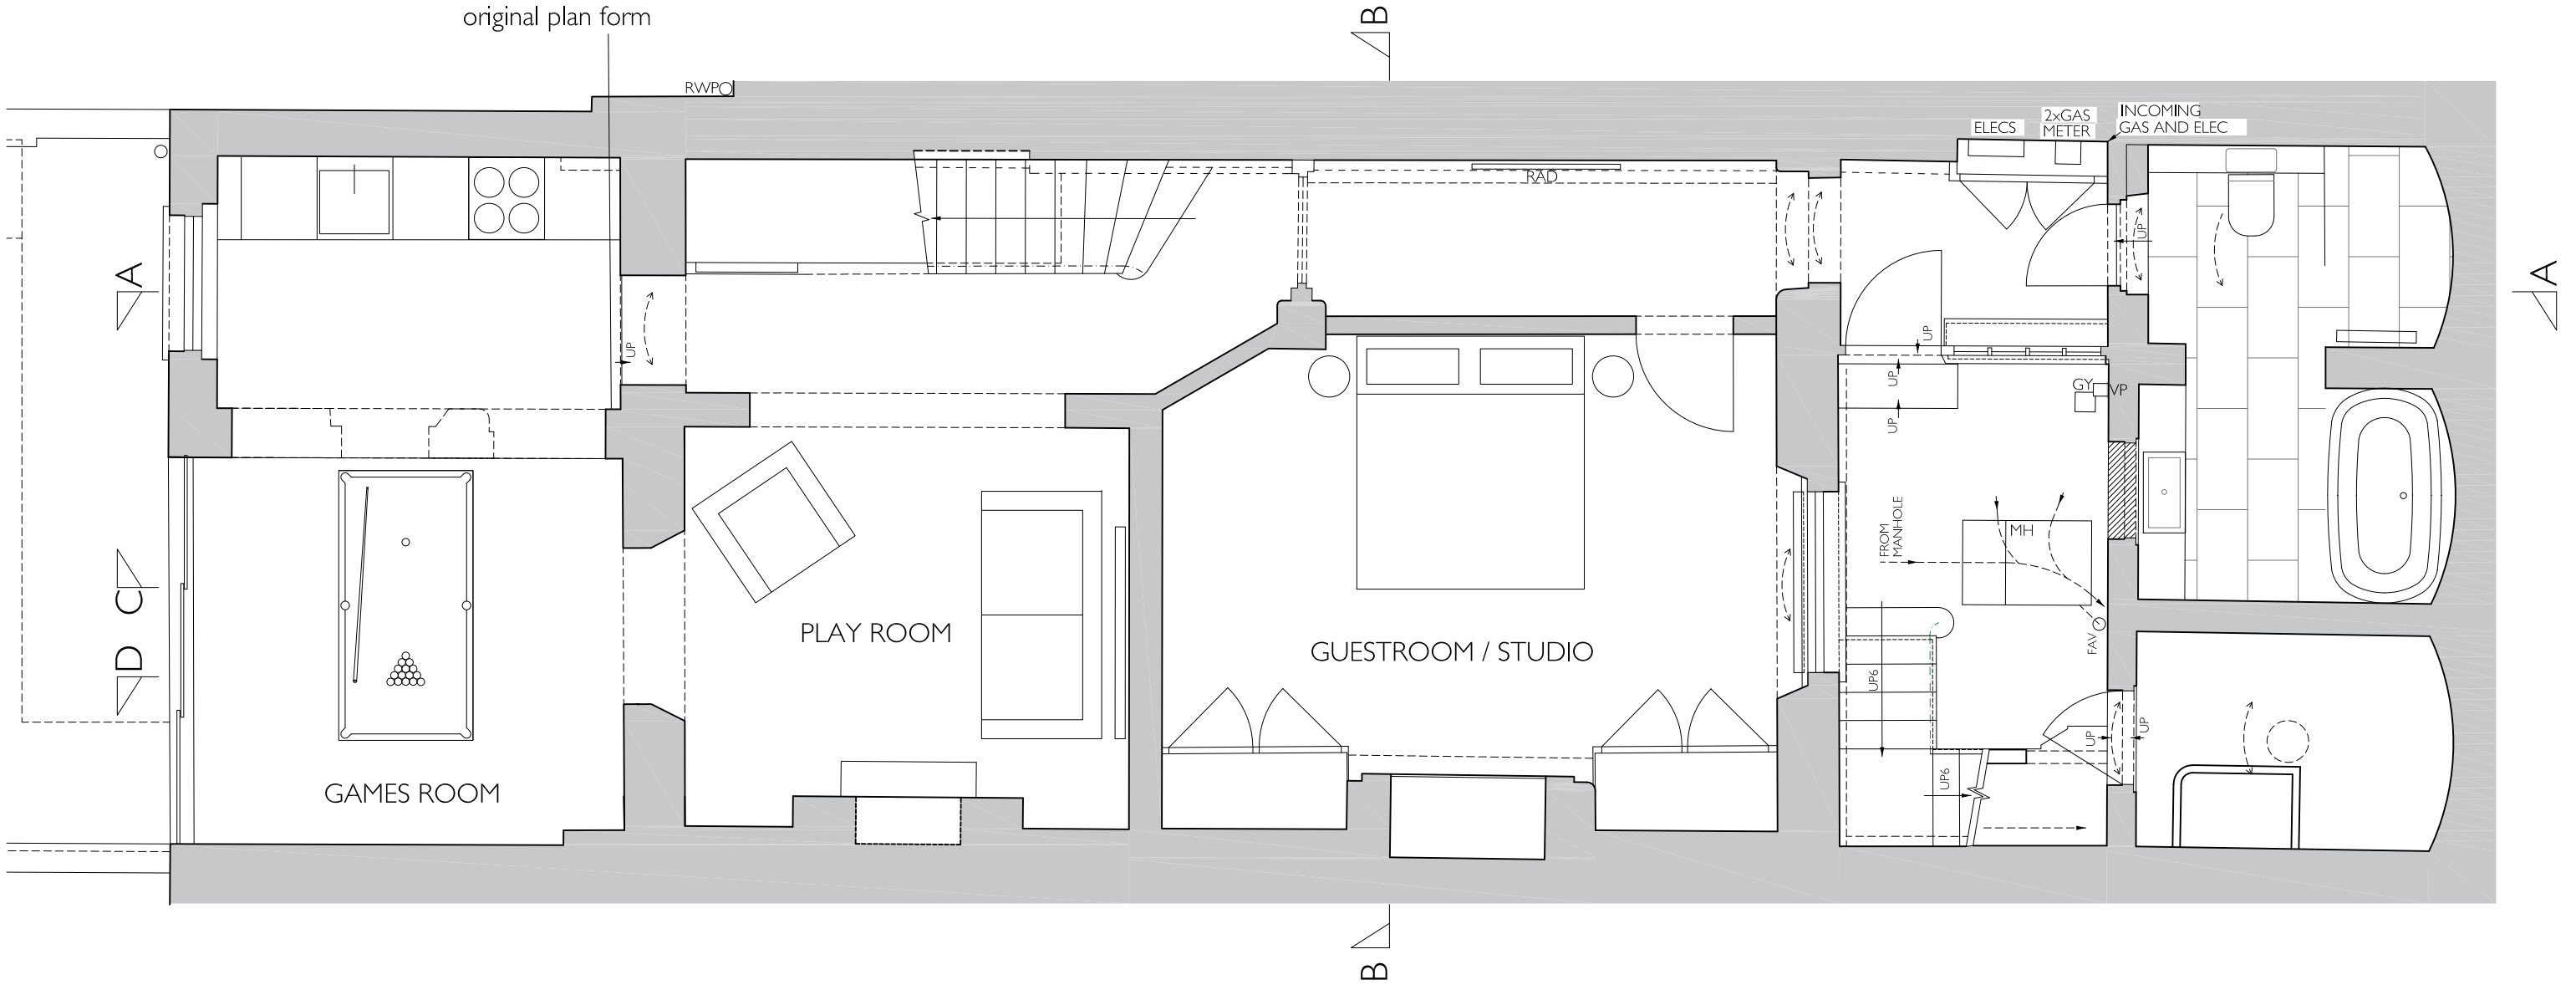 original plan form
B
RWPO
RAD
ELECS
2xGAS
METER
INCOMING
GAS AND ELEC
A
A
UP
UP
UP
UP
UP
GY
VP
FROM
MANHOLE
MH
C
D
PLAY ROOM
GUESTROOM / STUDIO
GAMES ROOM
FAV
UP6
UP6
UP
UP
B